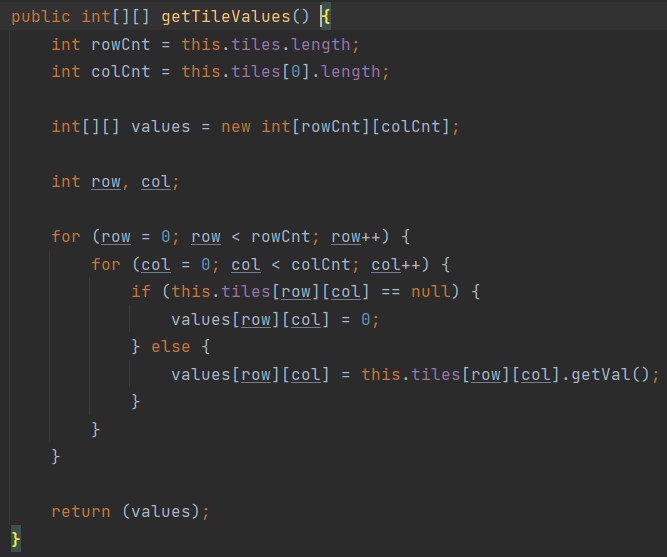 public int[][] getTileValues() {
    int rowCnt = this.tiles.length;
    int colCnt = this.tiles[0].length;

    int[][] values = new int[rowCnt][colCnt];

    int row, col;

    for (row = 0; row < rowCnt; row++) {
        for (col = 0; col < colCnt; col++) {
            if (this.tiles[row][col] == null) {
                values[row][col] = 0;
            } else {
                values[row][col] = this.tiles[row][col].getVal();
            }
        }
    }

    return (values);
}